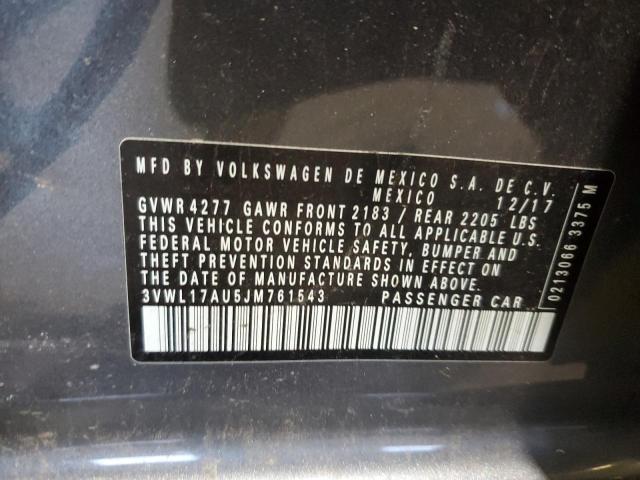 MFD BY VOLKSWAGEN DE MEXICO S.A. DE C.V.
MEXICO 12/17
GVWR 4277 GAWR FRONT 2183 / REAR 2205 LBS
THIS VEHICLE CONFORMS TO ALL APPLICABLE U.S.
FEDERAL MOTOR VEHICLE SAFETY, BUMPER AND
THEFT PREVENTION STANDARDS IN EFFECT ON
THE DATE OF MANUFACTURE SHOWN ABOVE.
3VWL17AU5JM761543 PASSENGER CAR
0213066 3375 M